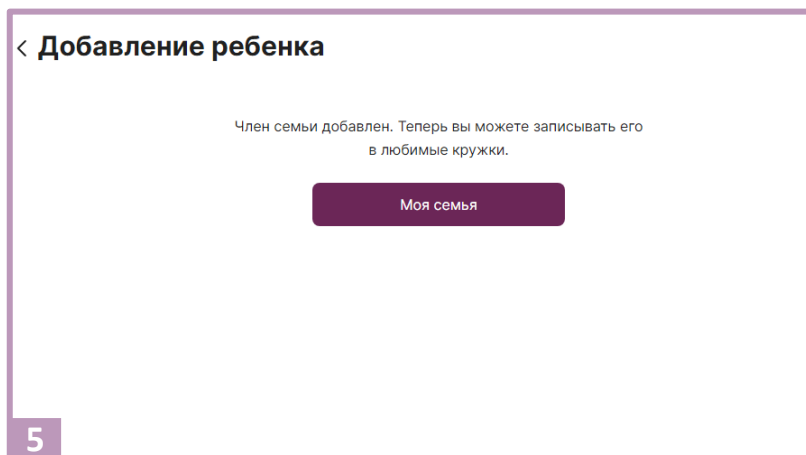 Добавление ребенка
Член семьи добавлен. Теперь вы можете записывать его
в любимые кружки.
Моя семья
5